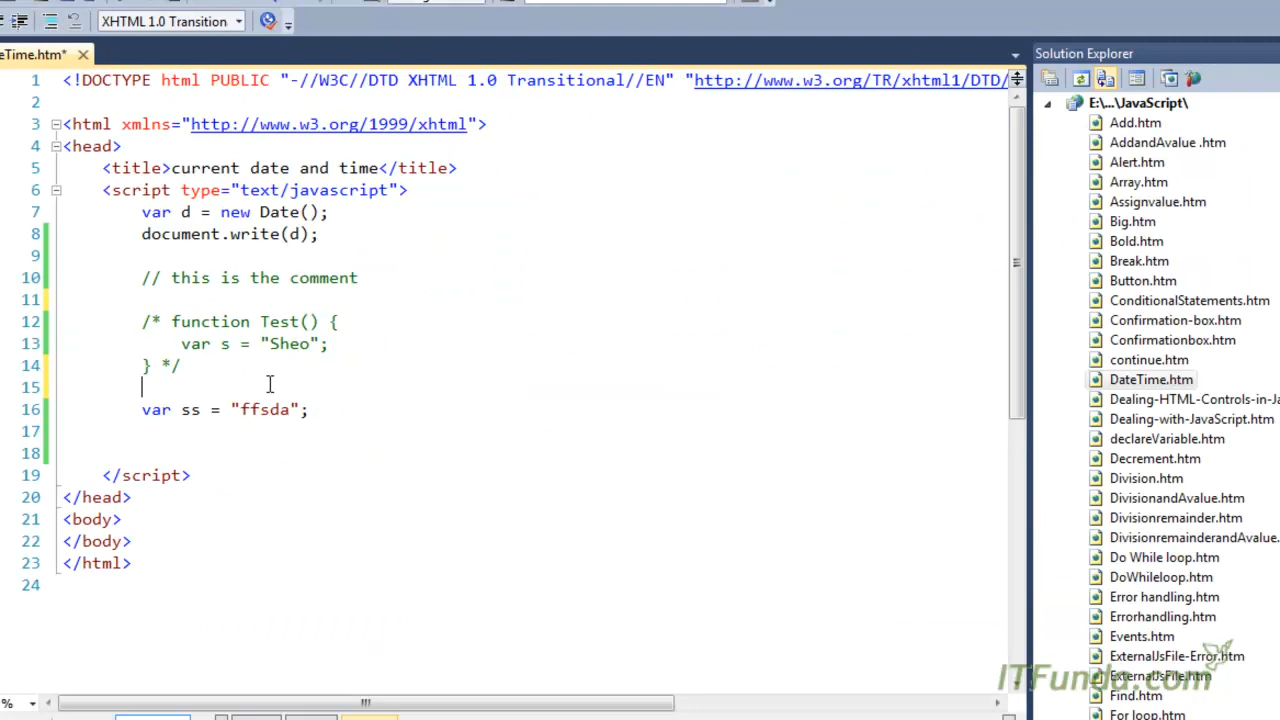 XHTML 1.0 Transition
eTime.htm*
Solution Explorer
1 <!DOCTYPE html PUBLIC "-//W3C//DTD XHTML 1.0 Transitional//EN" "http://www.w3.org/TR/xhtml1/DTD/
2
3 <html xmlns="http://www.w3.org/1999/xhtml">
4 <head>
5 <title>current date and time</title>
6 <script type="text/javascript">
7 var d = new Date();
8 document.write(d);
9
10 // this is the comment
11
12 /* function Test() {
13 var s = "Sheo";
14 } */
15
16 var ss = "ffsda";
17
18
19 </script>
20 </head>
21 <body>
22 </body>
23 </html>
24
%
E:\...\JavaScript\
Add.htm
AddandAvalue .htm
Alert.htm
Array.htm
Assignvalue.htm
Big.htm
Bold.htm
Break.htm
Button.htm
ConditionalStatements.htm
Confirmation-box.htm
Confirmationbox.htm
continue.htm
DateTime.htm
Dealing-HTML-Controls-in-Ja
Dealing-with-JavaScript.htm
declareVariable.htm
Decrement.htm
Division.htm
DivisionandAvalue.htm
Divisionremainder.htm
DivisionremainderandAvalue.
Do While loop.htm
DoWhileloop.htm
Error handling.htm
Errorhandling.htm
Events.htm
ExternalJsFile-Error.htm
ExternalJsFile.htm
Find.htm
For loop.htm
ITFunda.com